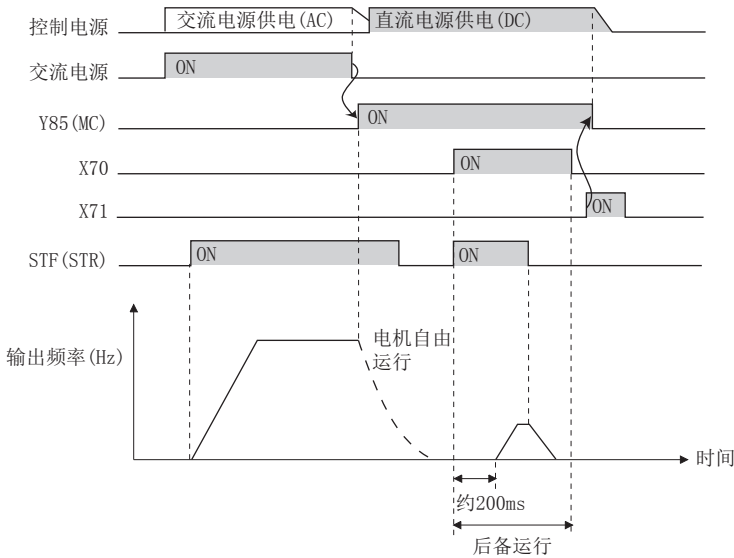 控制电源
交流电源供电(AC)
直流电源供电(DC)
交流电源
ON
Y85(MC)
ON
X70
ON
X71
ON
STF(STR)
ON
ON
输出频率(Hz)
电机自由
运行
时间
约200ms
后备运行